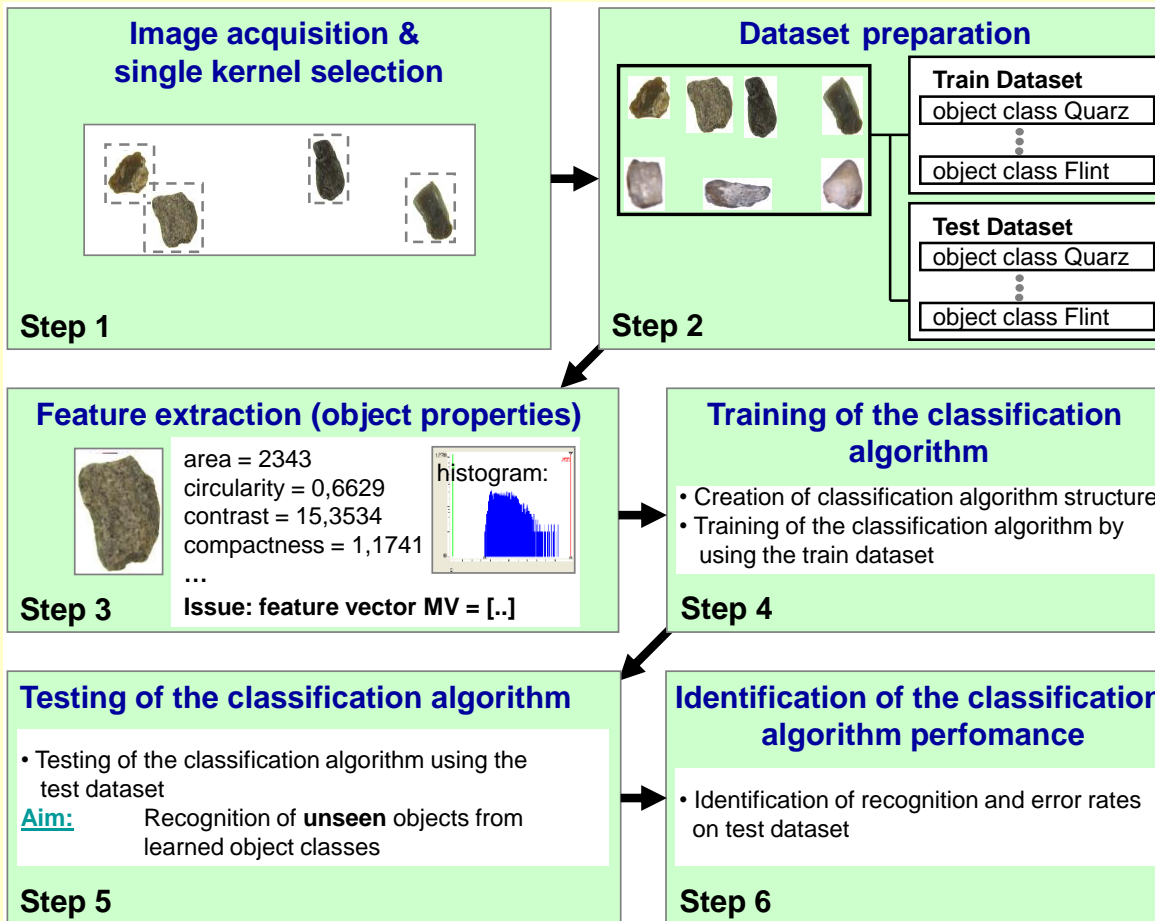 Image acquisition &
single kernel selection
Step 1
Dataset preparation
Train Dataset
object class Quarz
object class Flint
Test Dataset
object class Quarz
object class Flint
Step 2
Feature extraction (object properties)
area = 2343
circularity = 0,6629
contrast = 15,3534
compactness = 1,1741
…
Issue: feature vector MV = [..]
histogram:
Step 3
Training of the classification
algorithm
• Creation of classification algorithm structure
• Training of the classification algorithm by
using the train dataset
Step 4
Testing of the classification algorithm
• Testing of the classification algorithm using the
test dataset
Aim: Recognition of unseen objects from
learned object classes
Step 5
Identification of the classification
algorithm perfomance
• Identification of recognition and error rates
on test dataset
Step 6